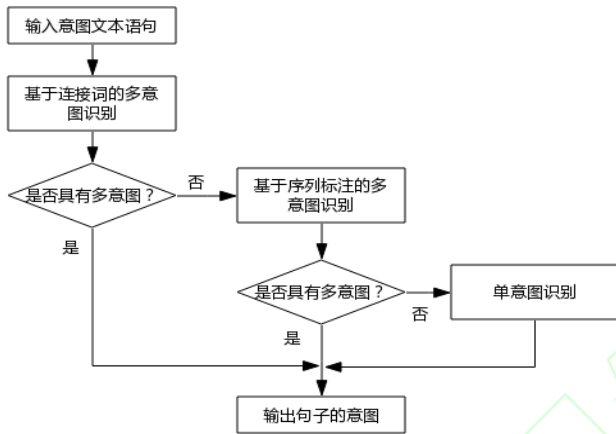 输入意图文本语句
基于连接词的多意
图识别
是否具有多意图？
否
是
基于序列标注的多
意图识别
是否具有多意图？
否
是
单意图识别
输出句子的意图